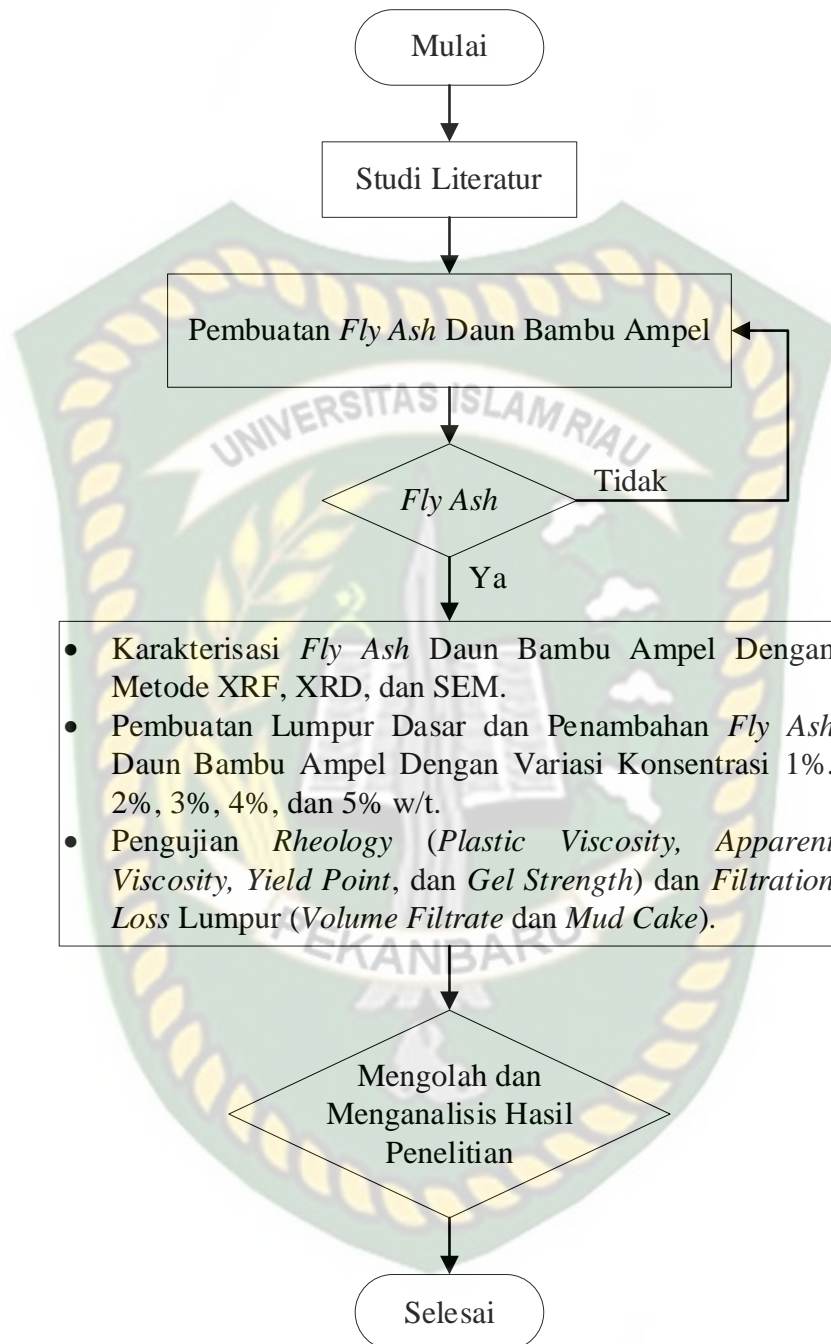 Mulai
Studi Literatur
Pembuatan Fly Ash Daun Bambu Ampel
UNIVERSITAS ISLAM RIAU
Fly Ash
Tidak
Ya
• Karakterisasi Fly Ash Daun Bambu Ampel Dengan
Metode XRF, XRD, dan SEM.
• Pembuatan Lumpur Dasar dan Penambahan Fly Ash
Daun Bambu Ampel Dengan Variasi Konsentrasi 1%.
2%, 3%, 4%, dan 5% w/t.
• Pengujian Rheology (Plastic Viscosity, Apparent
Viscosity, Yield Point, dan Gel Strength) dan Filtration
Loss Lumpur (Volume Filtrate dan Mud Cake).
PEKANBARU
Mengolah dan
Menganalisis Hasil
Penelitian
Selesai